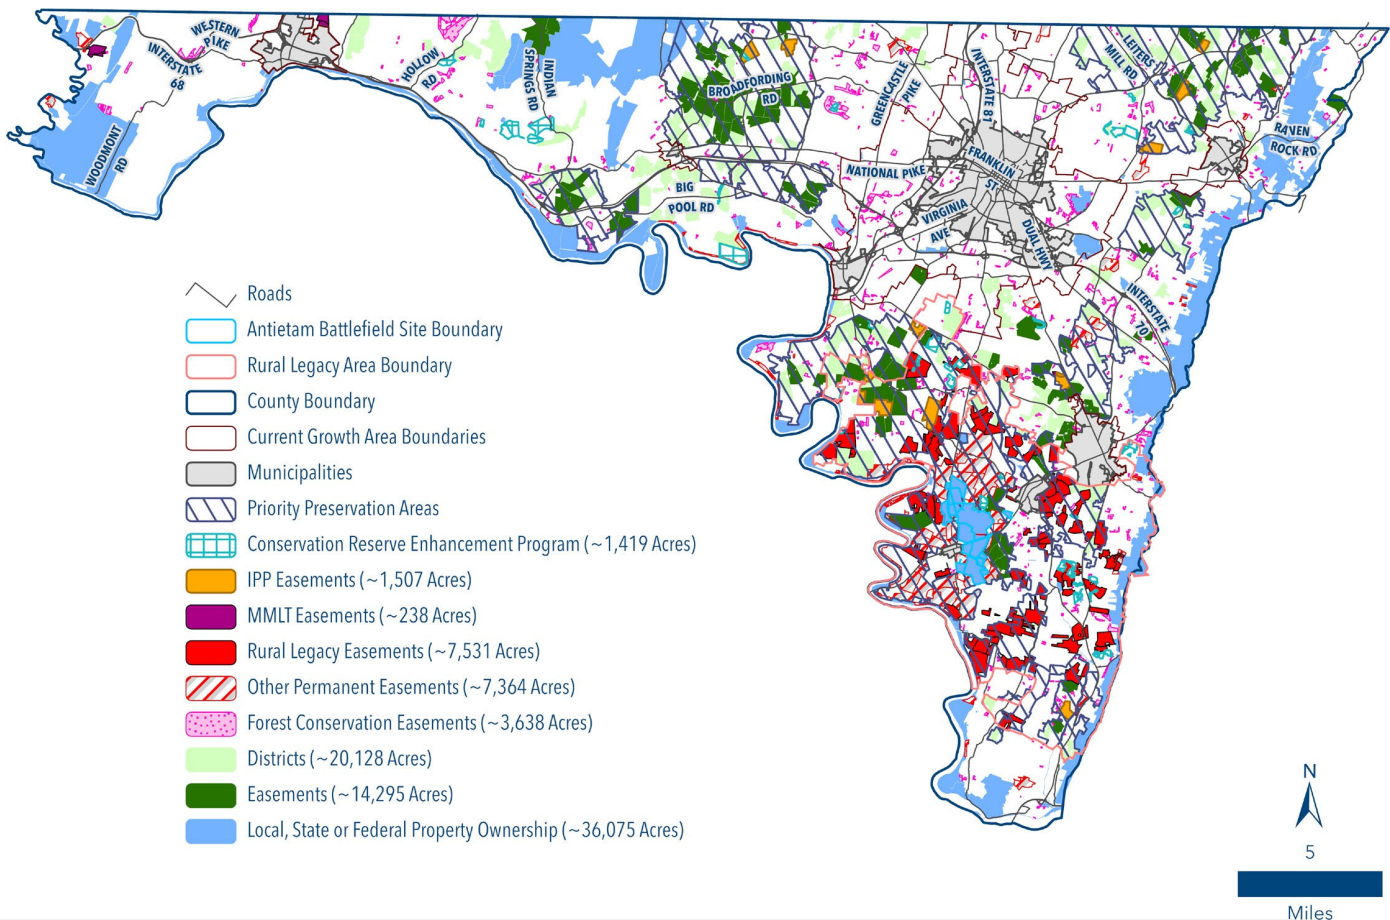 WESTERN
PIKE
INTERSTATE
68
WOODMONT
RD
HOLLOW
RD
INDIAN
SPRINGS RD
BROADFORDING
RD
GREENCASTLE
PIKE
INTERSTATE 81
LEITERS
MILL RD
RAVEN
ROCK RD
FRANKLIN
ST
NATIONAL PIKE
BIG
POOL RD
VIRGINIA
AVE
DUAL HWY
INTERSTATE
70
Roads
Antietam Battlefield Site Boundary
Rural Legacy Area Boundary
County Boundary
Current Growth Area Boundaries
Municipalities
Priority Preservation Areas
Conservation Reserve Enhancement Program (~1,419 Acres)
IPP Easements (~1,507 Acres)
MMLT Easements (~238 Acres)
Rural Legacy Easements (~7,531 Acres)
Other Permanent Easements (~7,364 Acres)
Forest Conservation Easements (~3,638 Acres)
Districts (~20,128 Acres)
Easements (~14,295 Acres)
Local, State or Federal Property Ownership (~36,075 Acres)
N
5
Miles